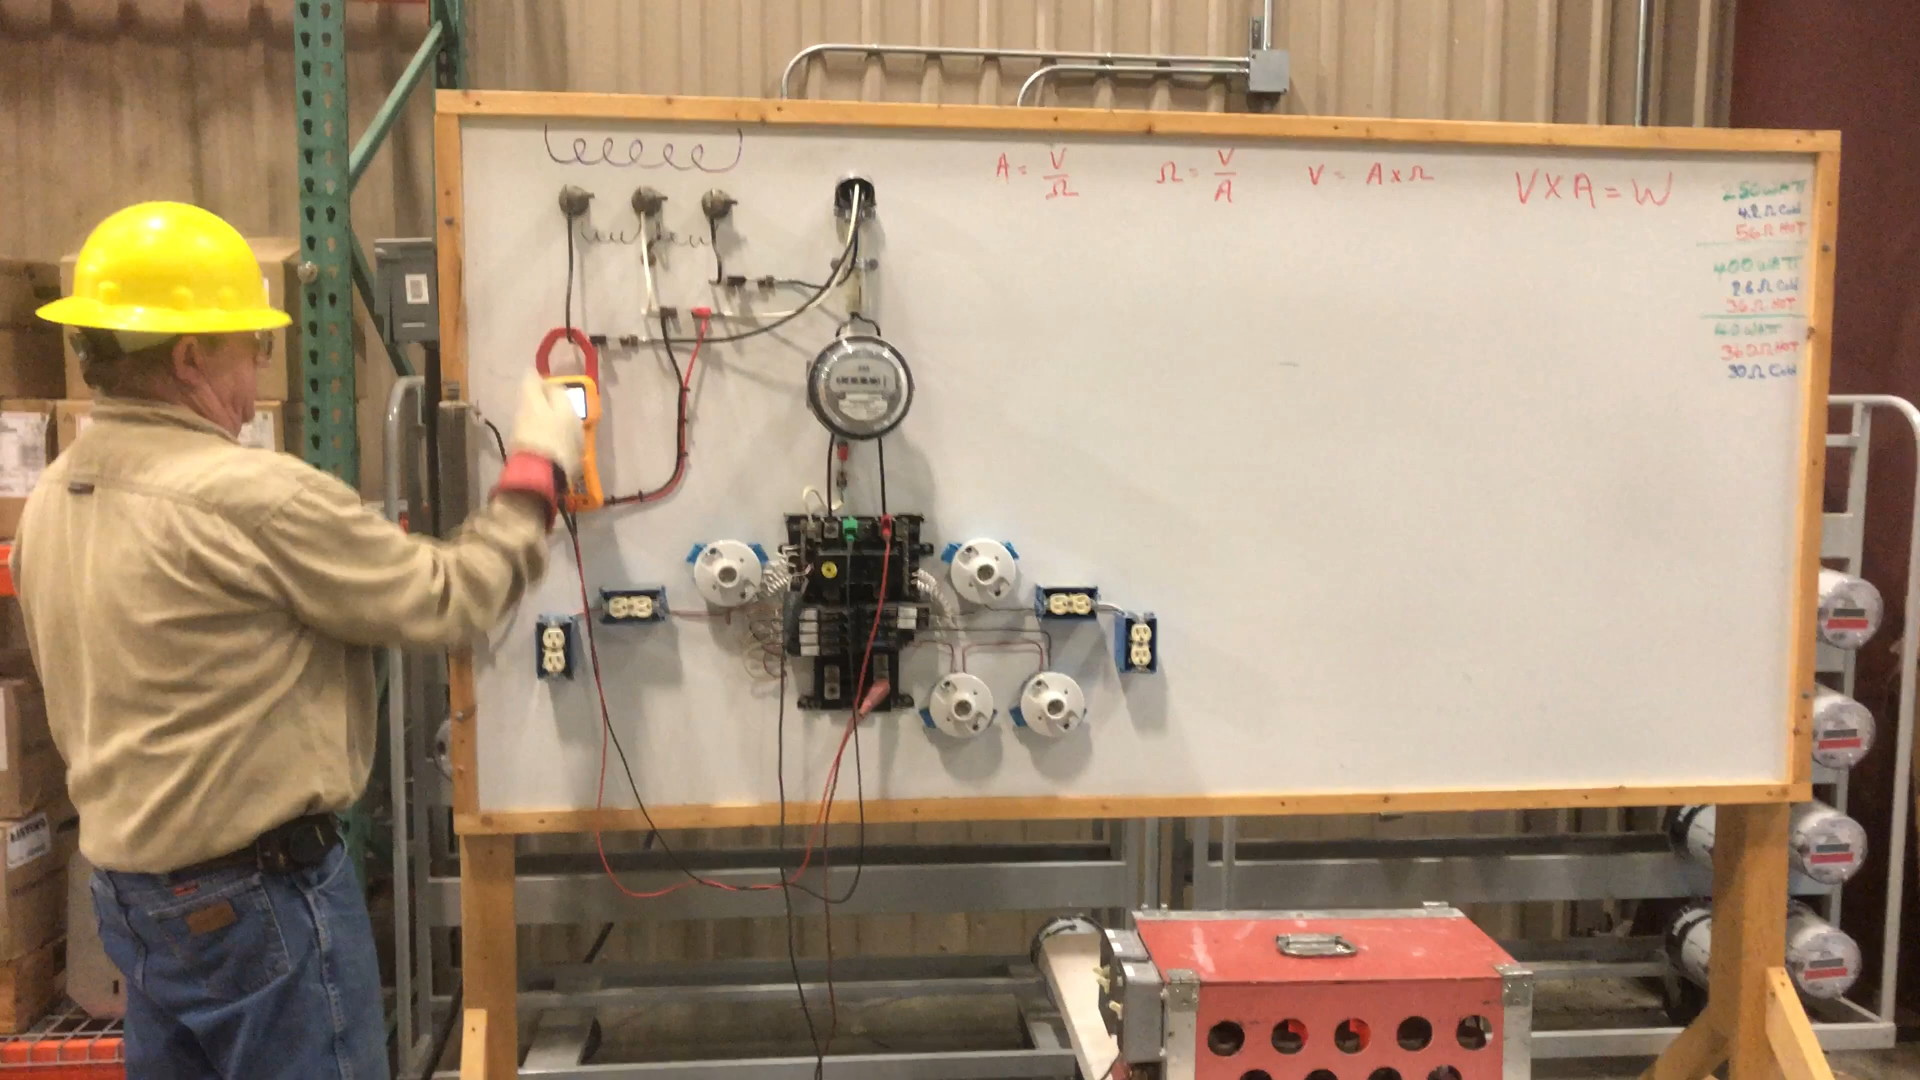 A = V/Ω
Ω = V/A
V = A x Ω
V X A = W
250 WATT
4.2 Ω Cold
56 Ω HOT
400 WATT
2.6 Ω Cold
36 Ω HOT
40 WATT
360 Ω HOT
30 Ω Cold